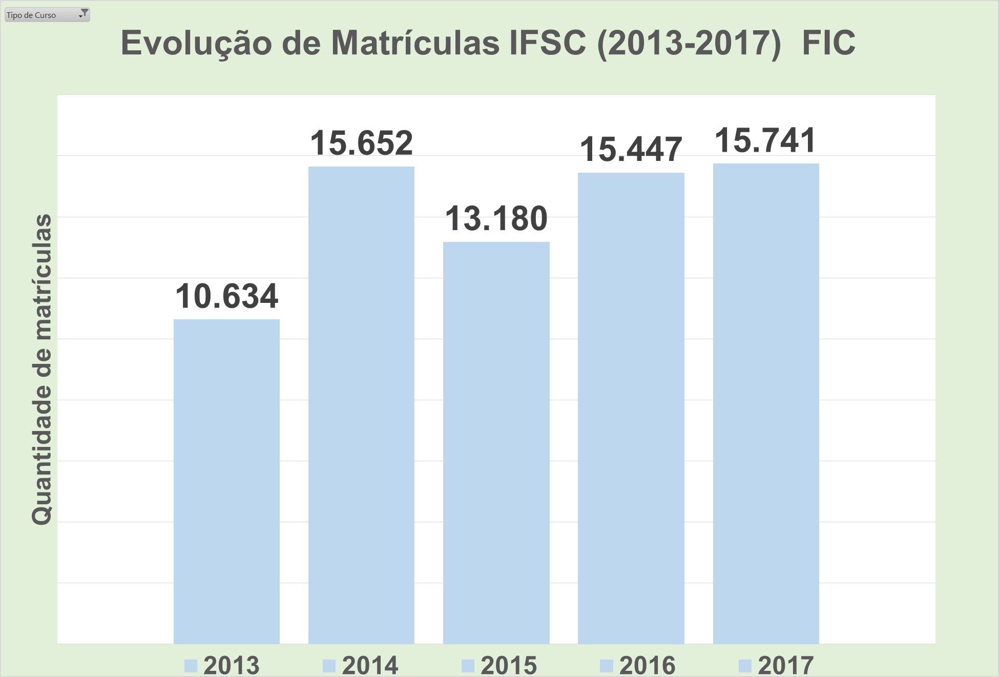 Tipo de Curso
Evolução de Matrículas IFSC (2013-2017)  FIC
Quantidade de matrículas
10.634
15.652
13.180
15.447
15.741
2013 2014 2015 2016 2017